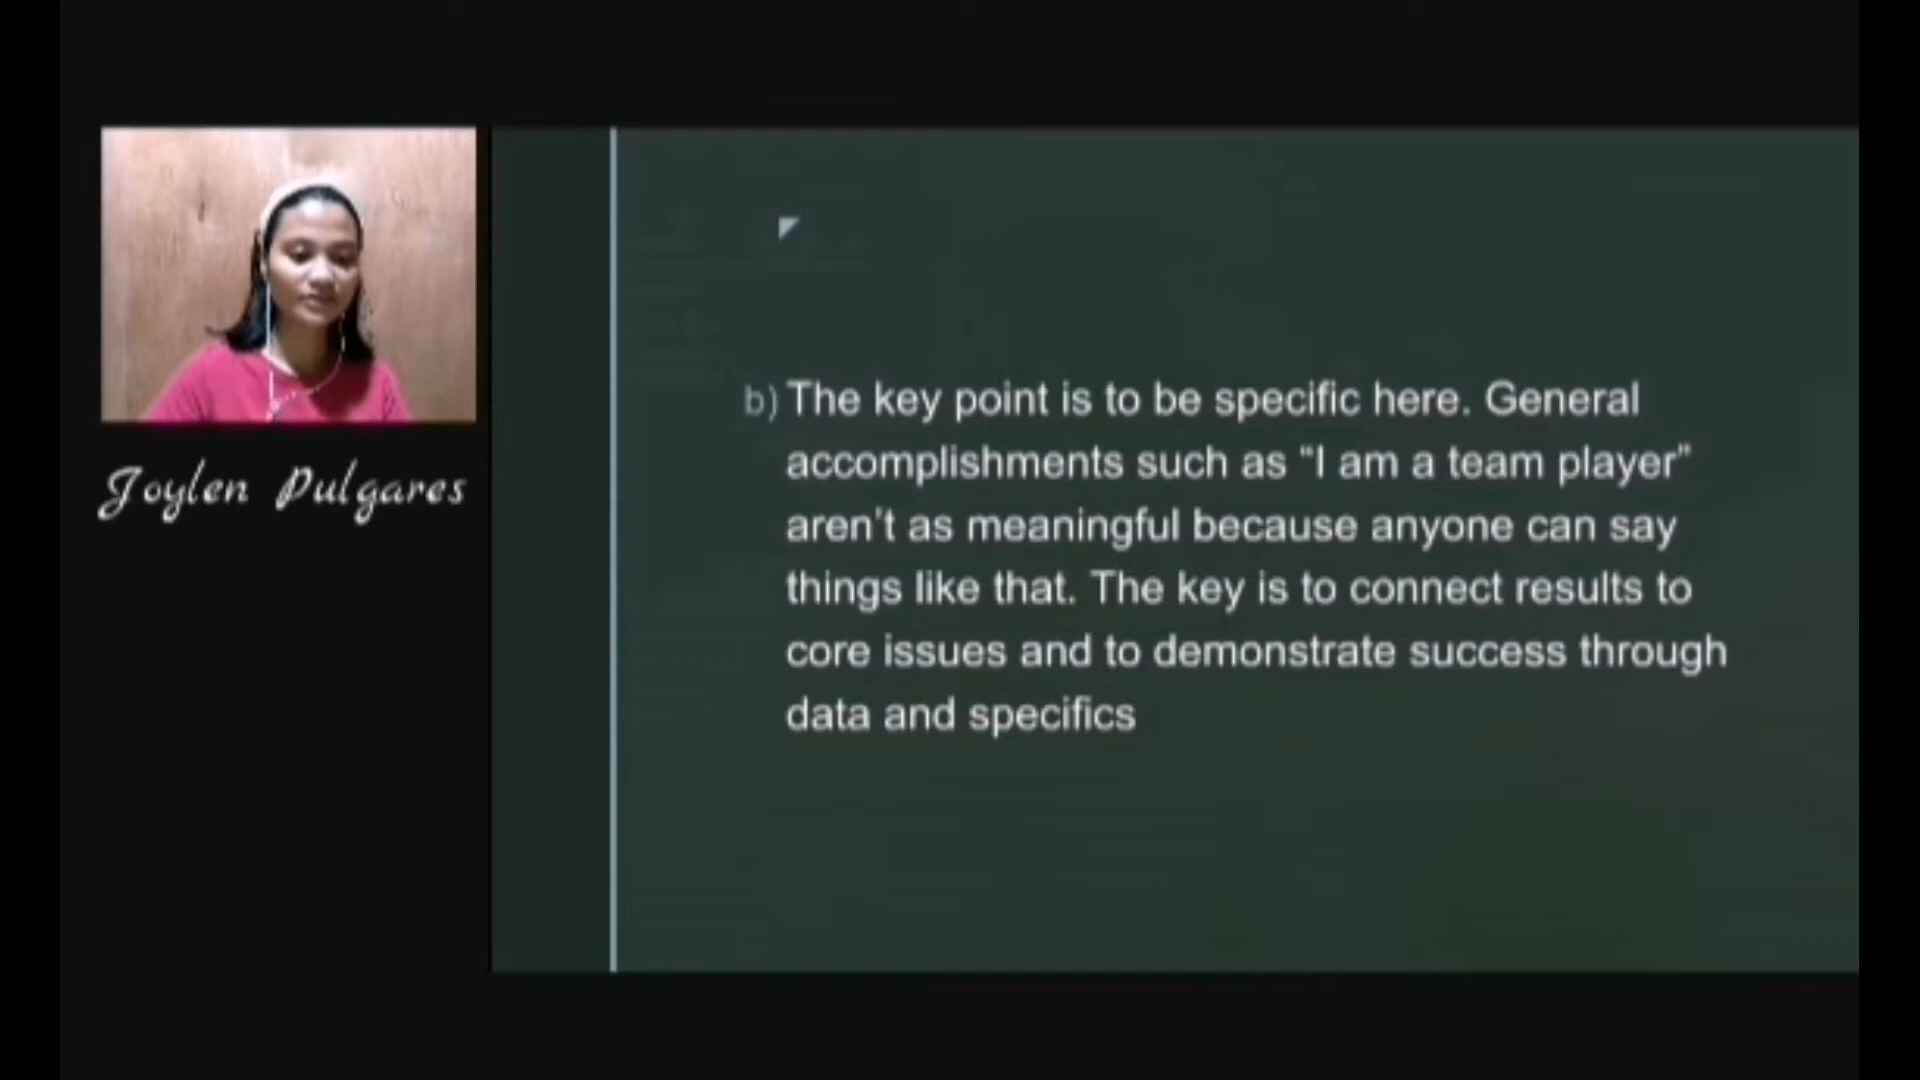 Joylen Pulgares
b) The key point is to be specific here. General
accomplishments such as “I am a team player”
aren’t as meaningful because anyone can say
things like that. The key is to connect results to
core issues and to demonstrate success through
data and specifics